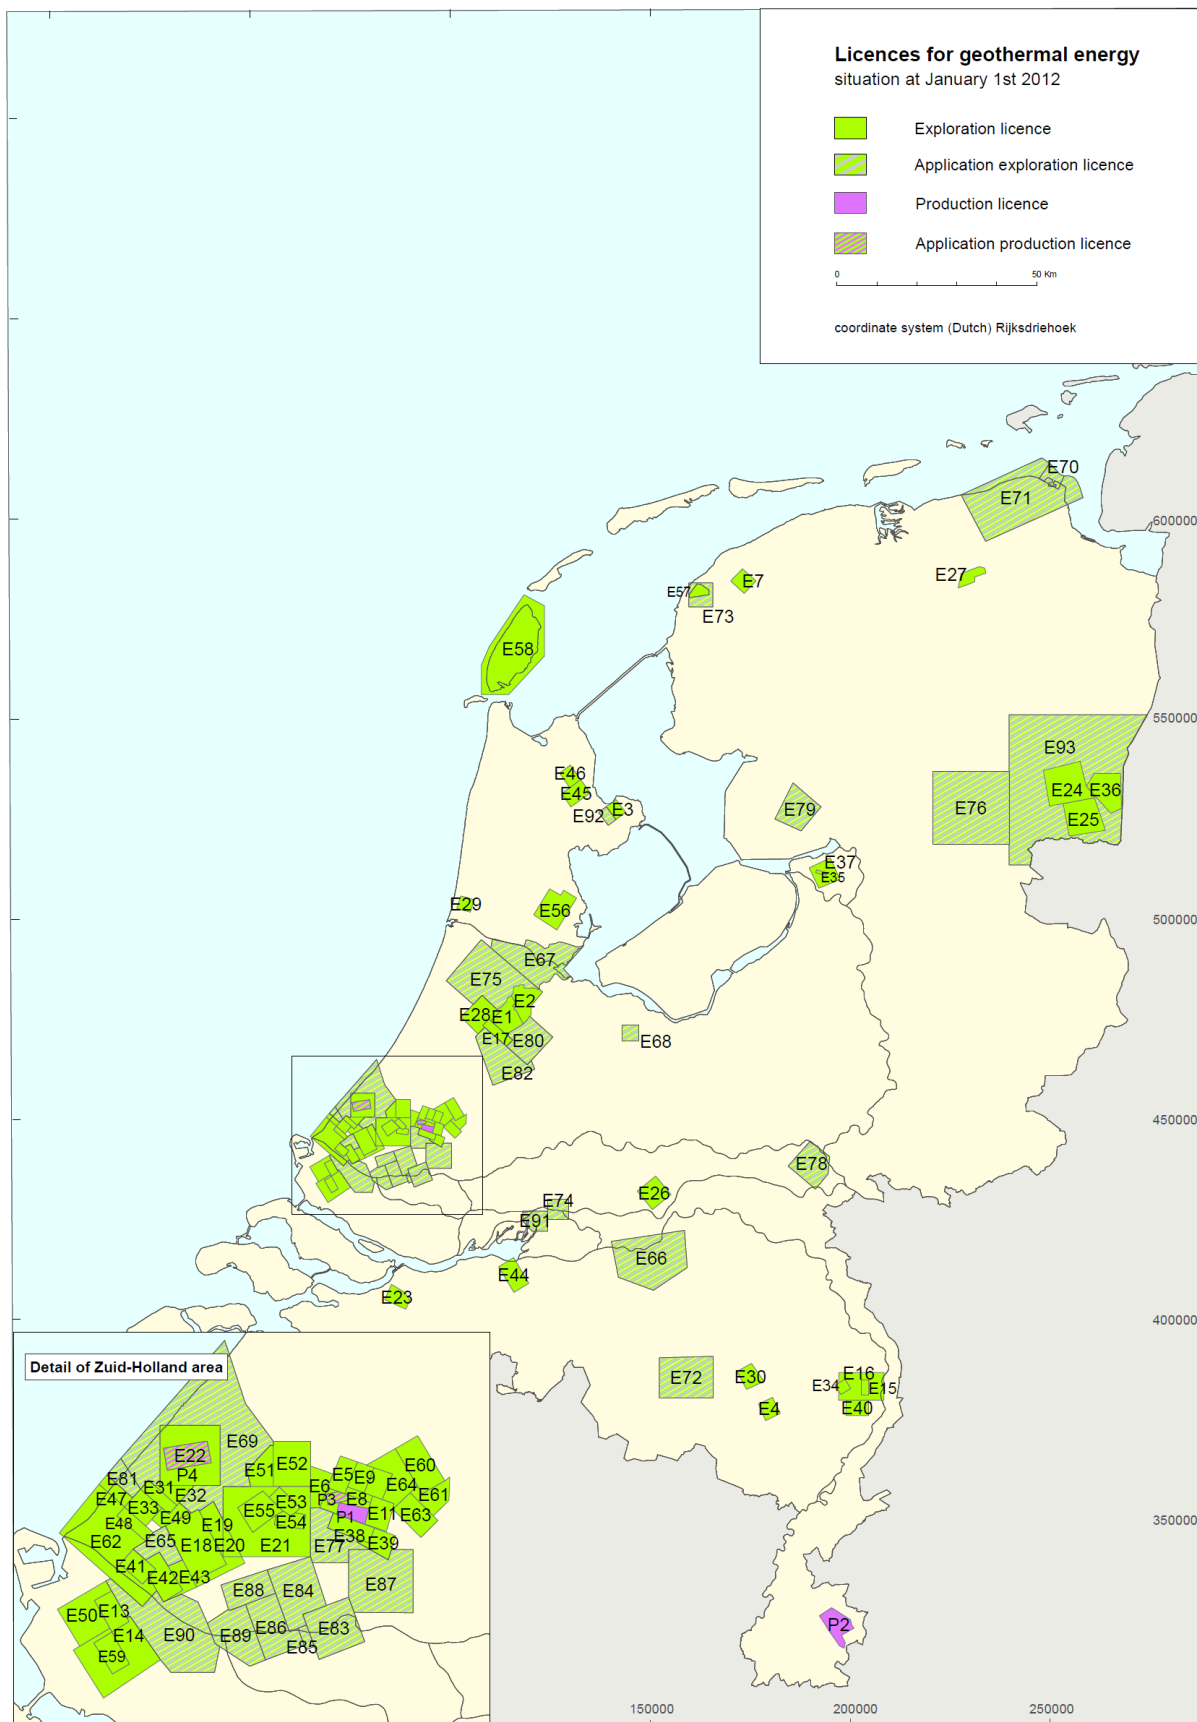 Licences for geothermal energy
situation at January 1st 2012
Exploration licence
Application exploration licence
Production licence
Application production licence
0 50 Km
coordinate system (Dutch) Rijksdriehoek
E70
E71
600000
E27
E7
E57
E73
E58
550000
E93
E46
E24 E36
E45
E3
E92
E79
E76
E25
E37
E35
E29
E56
500000
E67
E75
E2
E28 E1
E17 E80
E68
E82
450000
E78
E26
E74
E91
E66
E44
E23
400000
Detail of Zuid-Holland area
E72
E30
E16
E34 E15
E4
E40
E69
E22
P4
E81
E31
E32
E47
E33
E48
E49
E62
E65
E19
E18
E20
E41
E42
E43
E51
E52
E55
E53
E54
E21
E5 E9
E6
P3 E8
P1 E11
E38
E39
E77
E60
E64
E61
E63
E87
E88
E84
E86
E83
E89
E85
E50
E13
E14
E90
E59
350000
P2
150000 200000 250000